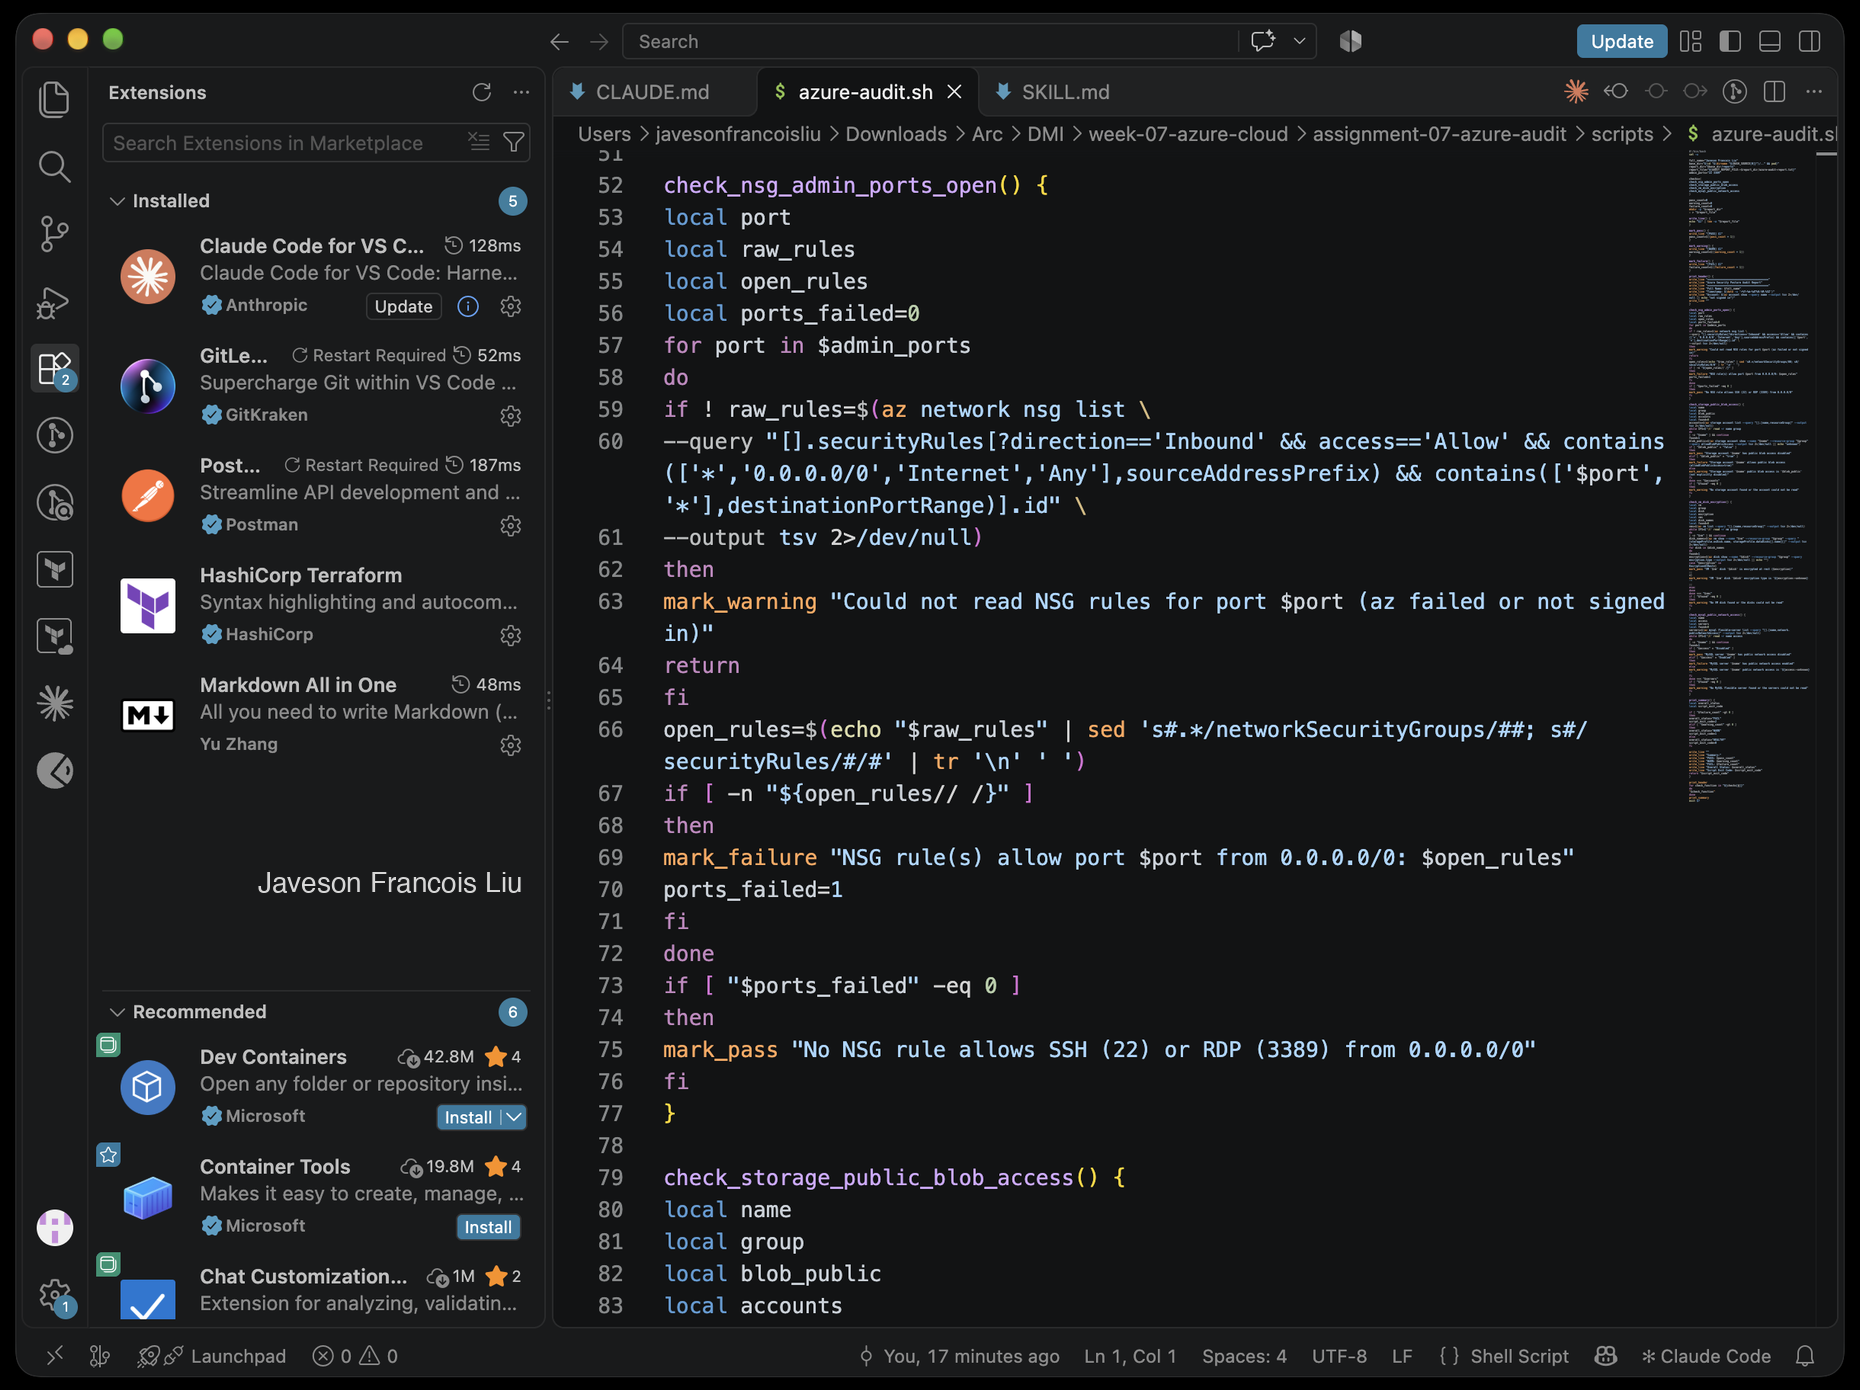 Search
Update
Extensions
Search Extensions in Marketplace
Installed
5
Claude Code for VS C... 128ms
Claude Code for VS Code: Harne...
Anthropic Update
GitLe... Restart Required 52ms
Supercharge Git within VS Code ...
GitKraken
Post... Restart Required 187ms
Streamline API development and ...
Postman
HashiCorp Terraform
Syntax highlighting and autocom...
HashiCorp
Markdown All in One 48ms
All you need to write Markdown (...
Yu Zhang
Javeson Francois Liu
Recommended
6
Dev Containers 42.8M 4
Open any folder or repository insi...
Microsoft Install
Container Tools 19.8M 4
Makes it easy to create, manage, ...
Microsoft Install
Chat Customization... 1M 2
Extension for analyzing, validatin...
2
1
CLAUDE.md
$ azure-audit.sh
SKILL.md
Users > javesonfrancoisliu > Downloads > Arc > DMI > week-07-azure-cloud > assignment-07-azure-audit > scripts > $ azure-audit.sh
51
52 check_nsg_admin_ports_open() {
53 local port
54 local raw_rules
55 local open_rules
56 local ports_failed=0
57 for port in $admin_ports
58 do
59 if ! raw_rules=$(az network nsg list \
60 --query "[].securityRules[?direction=='Inbound' && access=='Allow' && contains
(['*','0.0.0.0/0','Internet','Any'],sourceAddressPrefix) && contains(['$port',
'*'],destinationPortRange)].id" \
61 --output tsv 2>/dev/null)
62 then
63 mark_warning "Could not read NSG rules for port $port (az failed or not signed
in)"
64 return
65 fi
66 open_rules=$(echo "$raw_rules" | sed 's#.*/networkSecurityGroups/##; s#/
securityRules/#/#' | tr '\n' ' ')
67 if [ -n "${open_rules// /}" ]
68 then
69 mark_failure "NSG rule(s) allow port $port from 0.0.0.0/0: $open_rules"
70 ports_failed=1
71 fi
72 done
73 if [ "$ports_failed" -eq 0 ]
74 then
75 mark_pass "No NSG rule allows SSH (22) or RDP (3389) from 0.0.0.0/0"
76 fi
77 }
78
79 check_storage_public_blob_access() {
80 local name
81 local group
82 local blob_public
83 local accounts
Launchpad 0 0
You, 17 minutes ago Ln 1, Col 1 Spaces: 4 UTF-8 LF {} Shell Script Claude Code